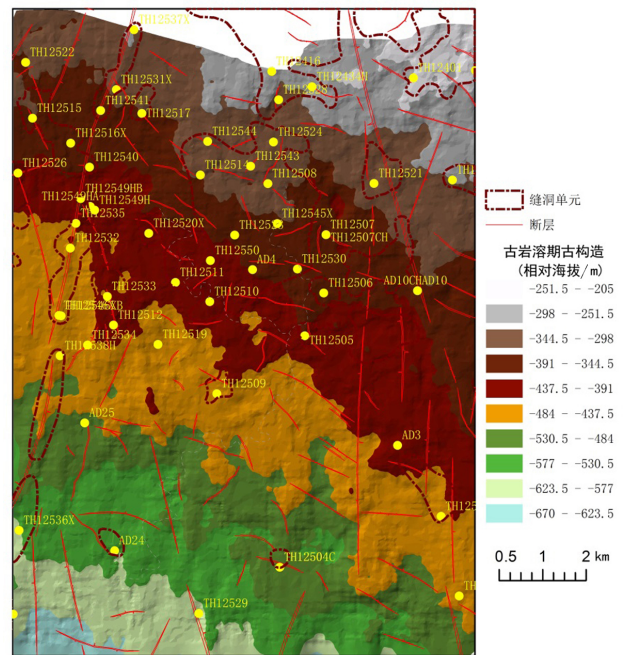 TH12537X
TH12522
TH12416
TH12402
TH12531X
TH12434N
TH12428
TH12541
TH12515
TH12517
TH12516X
TH12544
TH12524
TH12526
TH12540
TH12514
TH12543
TH12508
TH12521
TH1
TH12549HB
TH12549HA
TH12549H
TH12535
TH12545X
TH12520X
TH12507
TH12507CH
TH12532
TH12550
AD4
TH12530
TH12511
AD10CHAD10
TH12533
TH12510
TH12506
TH12512
TH12534
TH12519
TH12505
TH12538H
TH12509
AD25
AD3
TH125
TH12536X
AD24
TH12504C
TH
TH12529
缝洞单元
断层
古岩溶期古构造
(相对海拔/m)
-251.5 - -205
-298 - -251.5
-344.5 - -298
-391 - -344.5
-437.5 - -391
-484 - -437.5
-530.5 - -484
-577 - -530.5
-623.5 - -577
-670 - -623.5
0.5 1 2 km